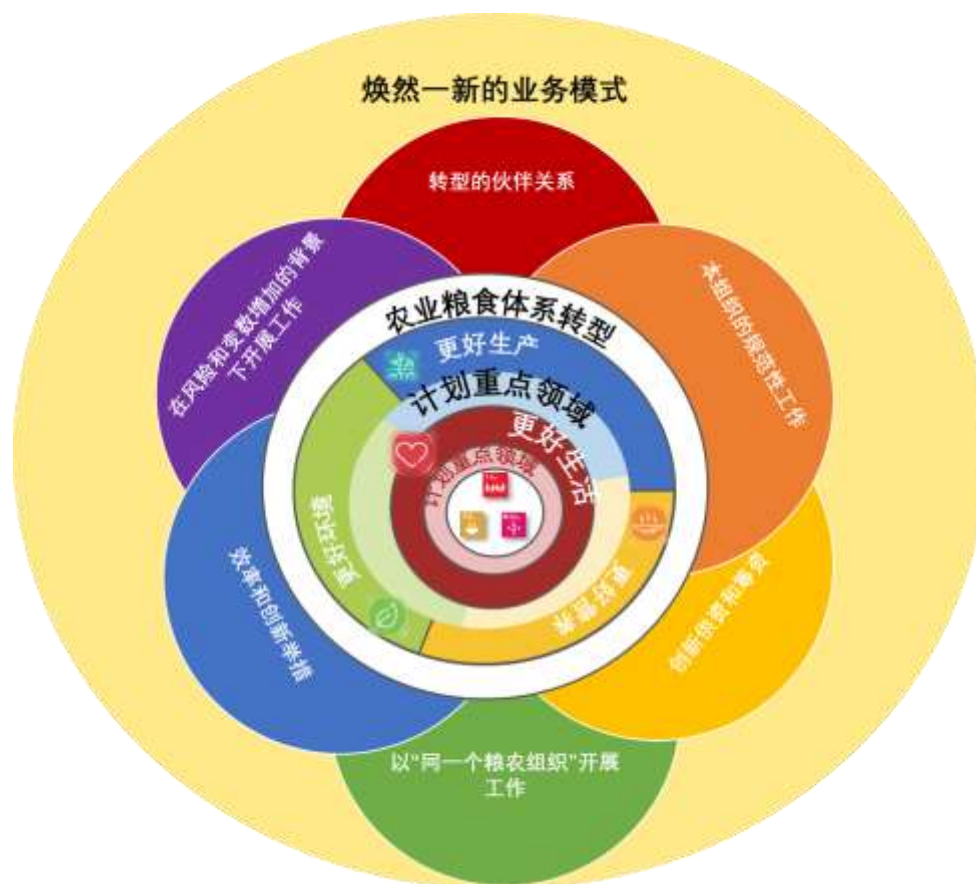 焕然一新的业务模式
转型的伙伴关系
本组织的规范性工作
创新供资和筹资
以“同一个粮农组织”开展
工作
效率和创新举措
在风险和变数增加的背景
下开展工作
农业粮食体系转型
更好生产
计划重点领域
更好营养
更好环境
更好生活
计划重点领域